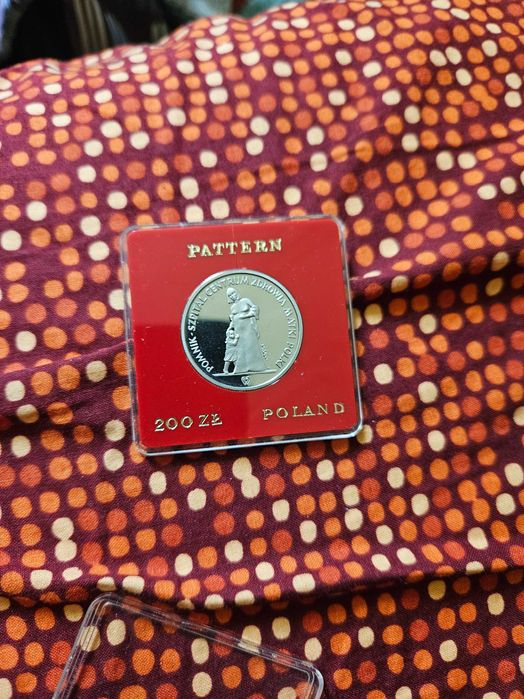 PATTERN
POMNIK-SZPITAL CENTRUM ZDROWIA MATKI POLKI
200 ZŁ POLAND